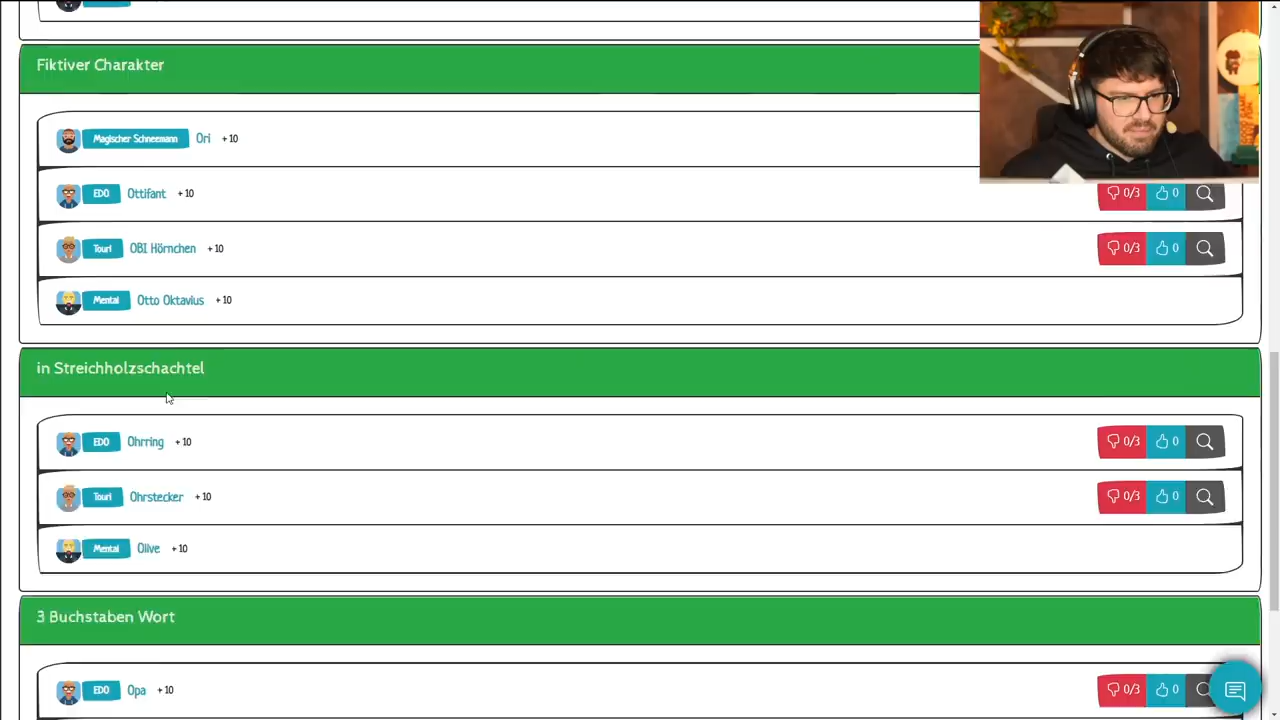 Fiktiver Charakter
Magischer Schneemann Ori +10
EDO Ottifant +10 0/3 0
Touri OBI Hörnchen +10 0/3 0
Mental Otto Oktavius +10
in Streichholzschachtel
EDO Ohrring +10 0/3 0
Touri Ohrstecker +10 0/3 0
Mental Olive +10
3 Buchstaben Wort
EDO Opa +10 0/3 0